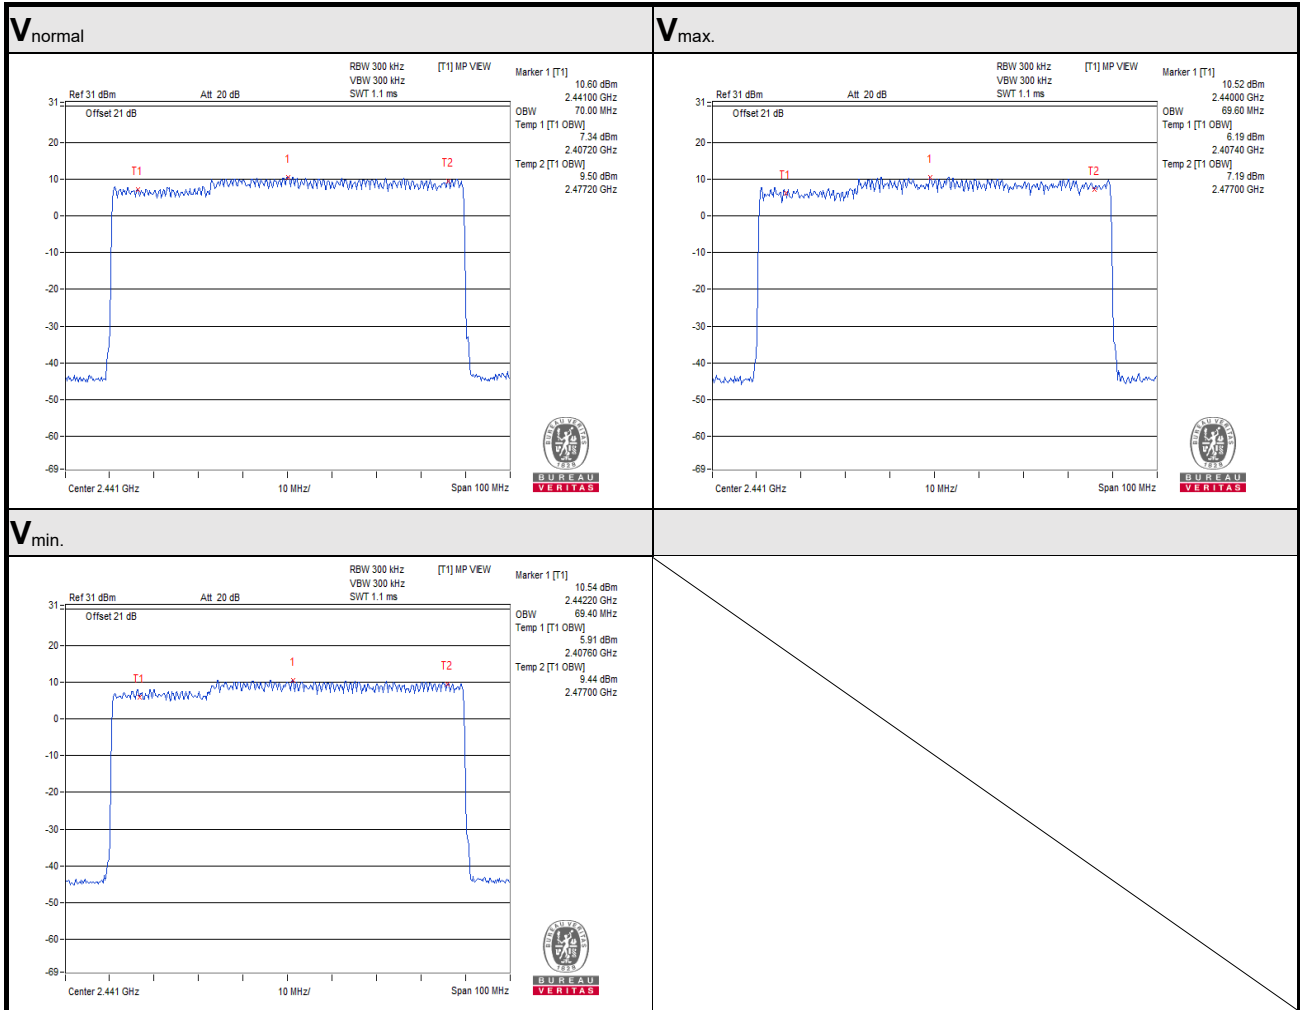 Vnormal
RBW 300 kHz [T1] MP VIEW
VBW 300 kHz
SWT 1.1 ms
Ref 31 dBm Att 20 dB
Offset 21 dB
Marker 1 [T1]
10.60 dBm
2.44100 GHz
OBW 70.00 MHz
Temp 1 [T1 OBW]
7.34 dBm
2.40720 GHz
Temp 2 [T1 OBW]
9.50 dBm
2.47720 GHz
31
20
10
0
-10
-20
-30
-40
-50
-60
-69
T1
1
T2
Center 2.441 GHz 10 MHz/ Span 100 MHz
BUREAU VERITAS
1828
BUREAU
VERITAS
Vmax.
RBW 300 kHz [T1] MP VIEW
VBW 300 kHz
SWT 1.1 ms
Ref 31 dBm Att 20 dB
Offset 21 dB
Marker 1 [T1]
10.52 dBm
2.44000 GHz
OBW 69.60 MHz
Temp 1 [T1 OBW]
6.19 dBm
2.40740 GHz
Temp 2 [T1 OBW]
7.19 dBm
2.47700 GHz
31
20
10
0
-10
-20
-30
-40
-50
-60
-69
T1
1
T2
Center 2.441 GHz 10 MHz/ Span 100 MHz
BUREAU VERITAS
1828
BUREAU
VERITAS
Vmin.
RBW 300 kHz [T1] MP VIEW
VBW 300 kHz
SWT 1.1 ms
Ref 31 dBm Att 20 dB
Offset 21 dB
Marker 1 [T1]
10.54 dBm
2.44220 GHz
OBW 69.40 MHz
Temp 1 [T1 OBW]
5.91 dBm
2.40760 GHz
Temp 2 [T1 OBW]
9.44 dBm
2.47700 GHz
31
20
10
0
-10
-20
-30
-40
-50
-60
-69
T1
1
T2
Center 2.441 GHz 10 MHz/ Span 100 MHz
BUREAU VERITAS
1828
BUREAU
VERITAS